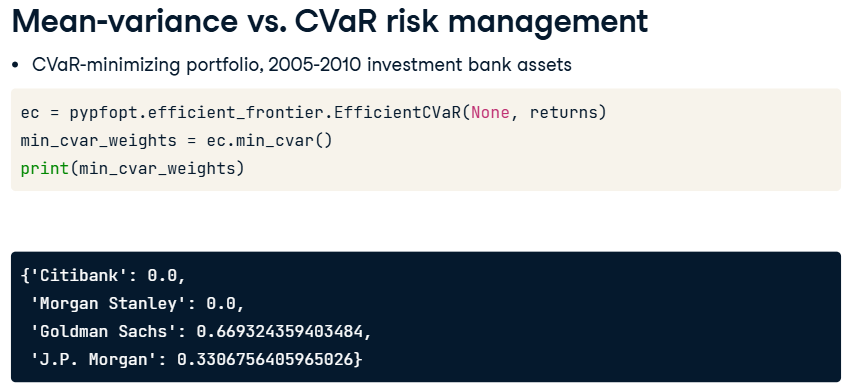 Mean-variance vs. CVaR risk management
• CVaR-minimizing portfolio, 2005-2010 investment bank assets
ec = pypfopt.efficient_frontier.EfficientCVaR(None, returns)
min_cvar_weights = ec.min_cvar()
print(min_cvar_weights)
{'Citibank': 0.0,
 'Morgan Stanley': 0.0,
 'Goldman Sachs': 0.669324359403484,
 'J.P. Morgan': 0.3306756405965026}